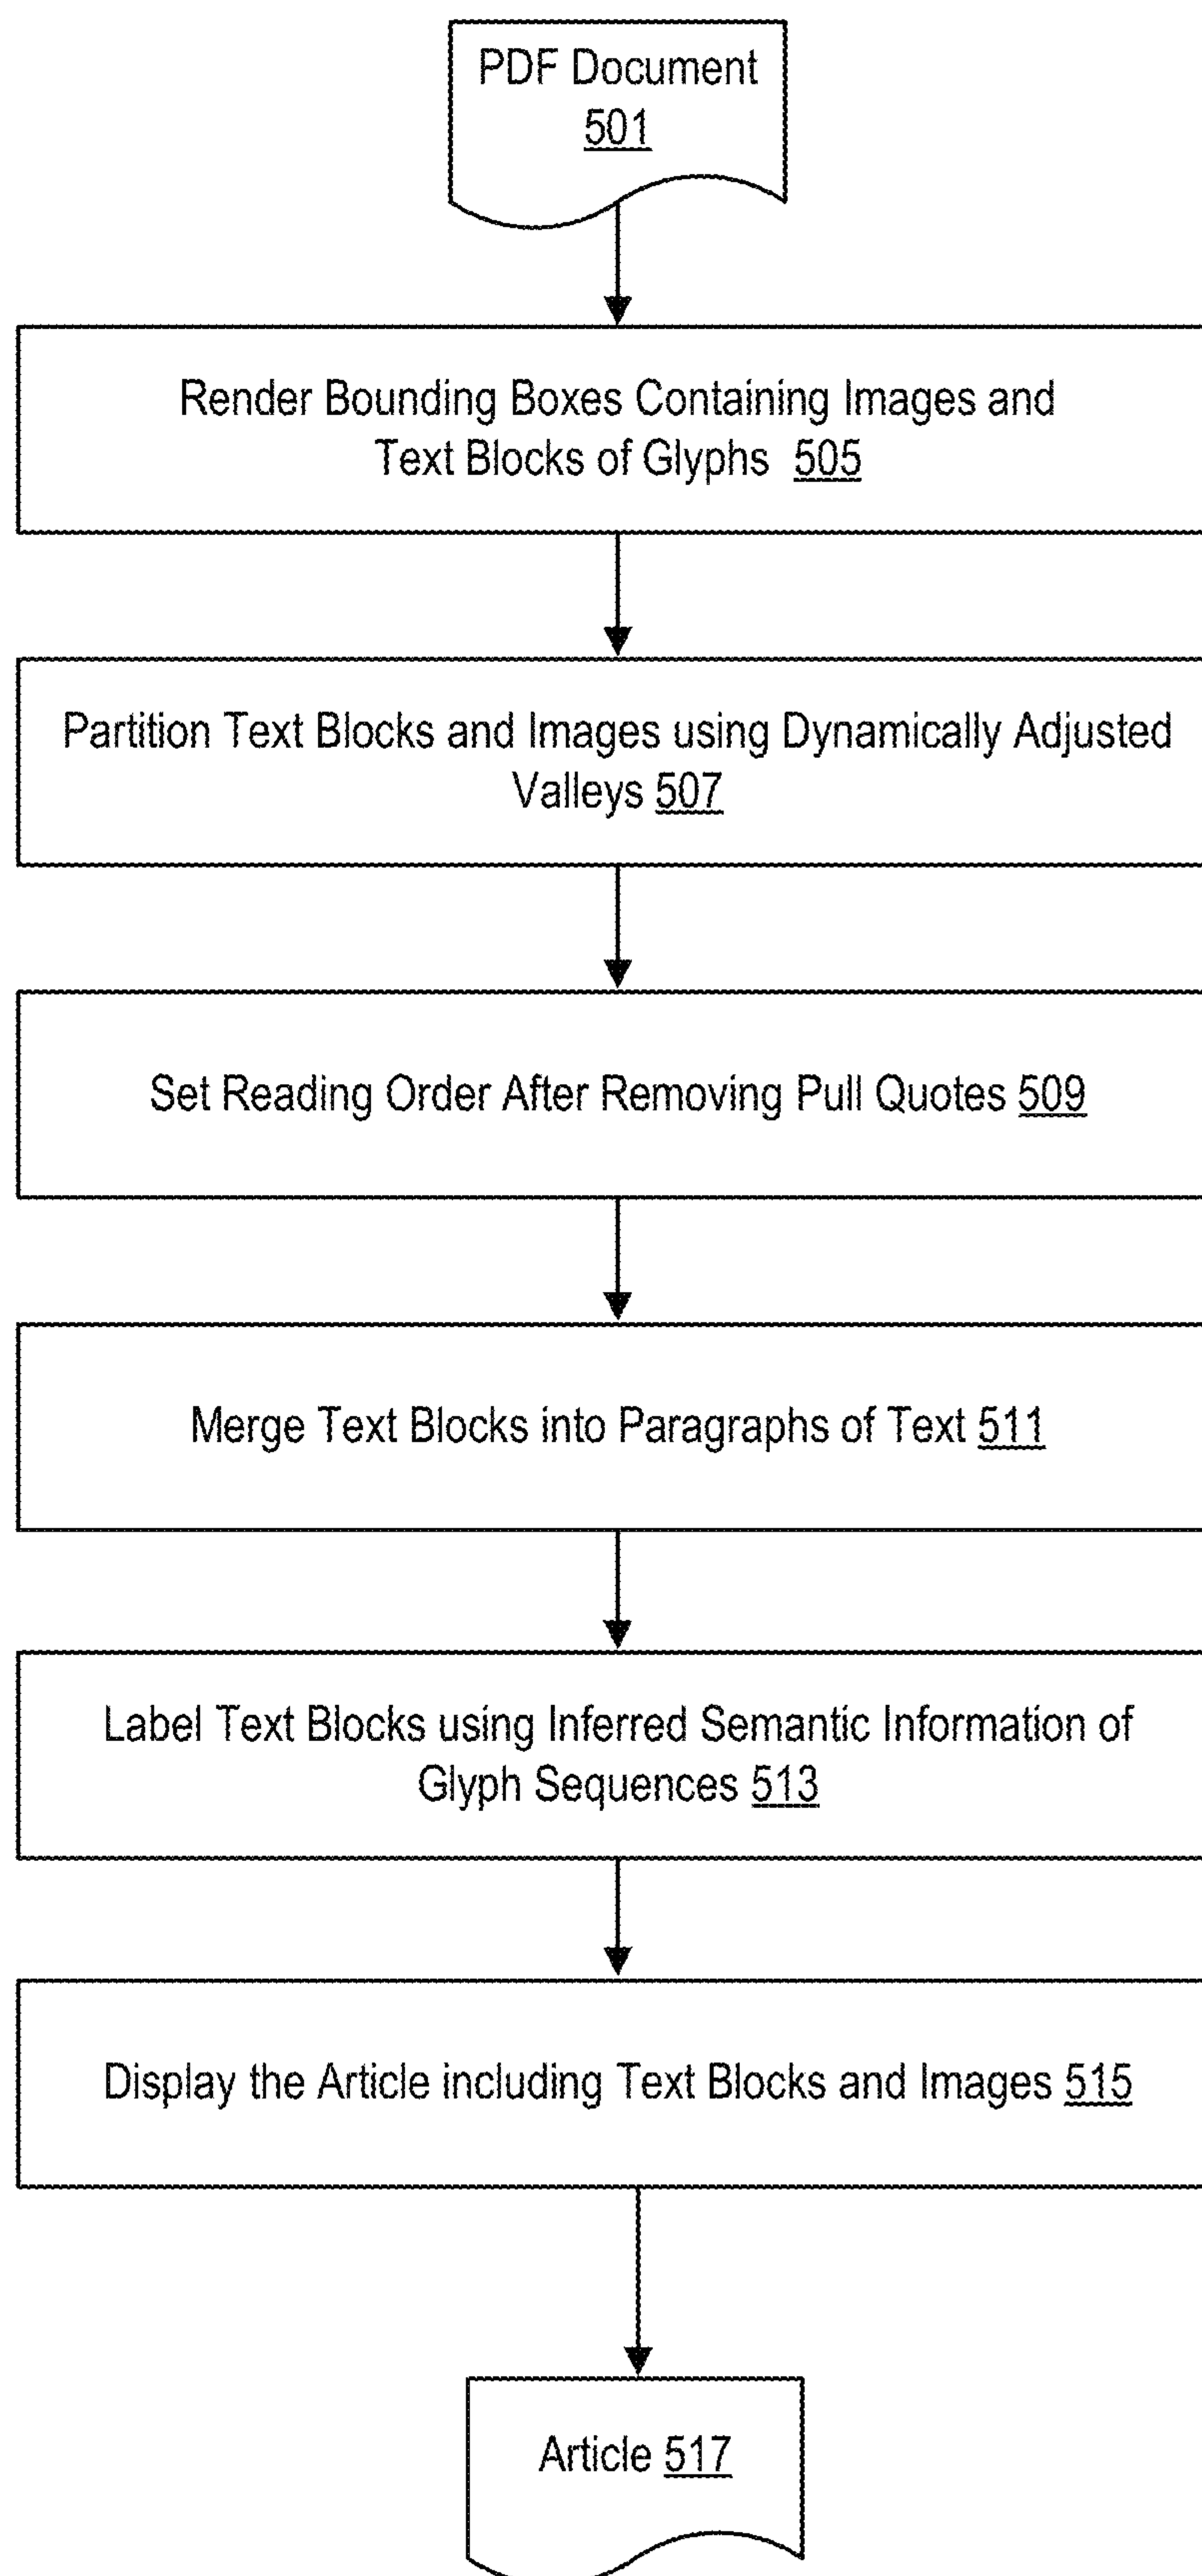 PDF Document
501
Render Bounding Boxes Containing Images and
Text Blocks of Glyphs 505
Partition Text Blocks and Images using Dynamically Adjusted
Valleys 507
Set Reading Order After Removing Pull Quotes 509
Merge Text Blocks into Paragraphs of Text 511
Label Text Blocks using Inferred Semantic Information of
Glyph Sequences 513
Display the Article including Text Blocks and Images 515
Article 517